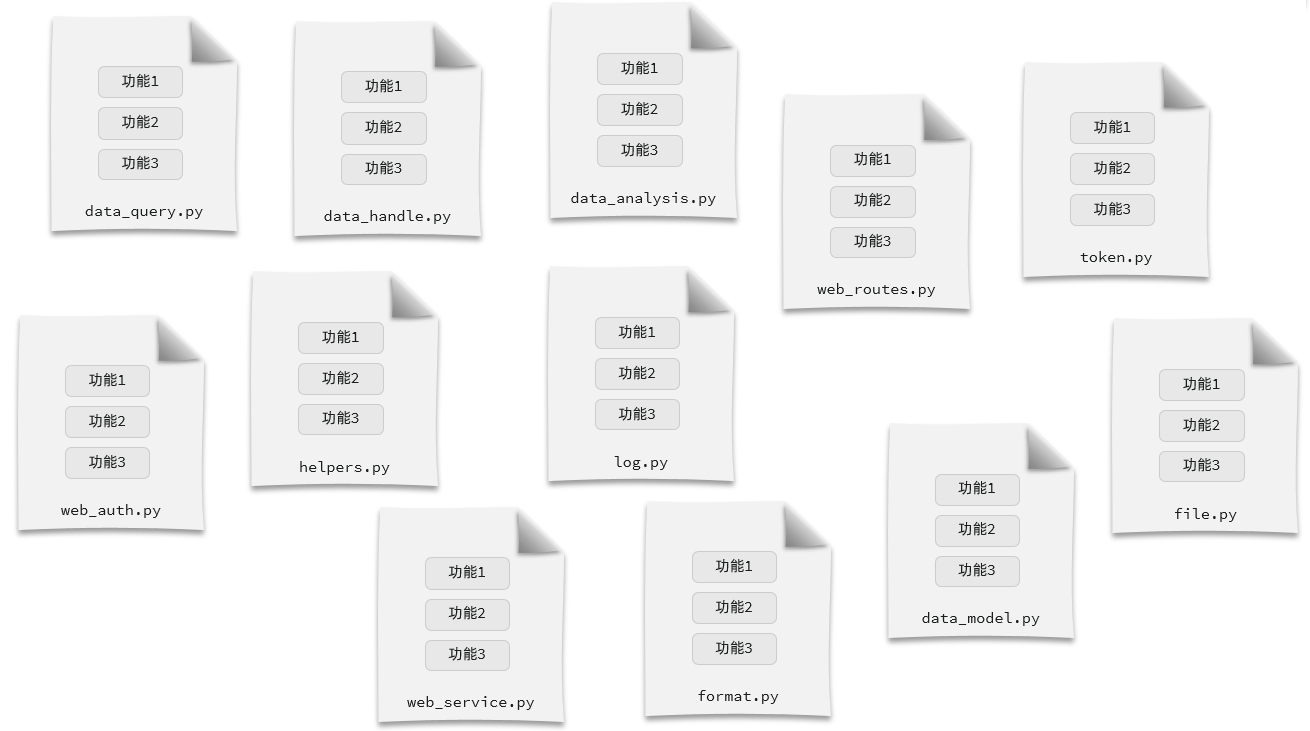 功能1
功能2
功能3
data_query.py
功能1
功能2
功能3
data_handle.py
功能1
功能2
功能3
data_analysis.py
功能1
功能2
功能3
web_routes.py
功能1
功能2
功能3
token.py
功能1
功能2
功能3
web_auth.py
功能1
功能2
功能3
helpers.py
功能1
功能2
功能3
log.py
功能1
功能2
功能3
file.py
功能1
功能2
功能3
web_service.py
功能1
功能2
功能3
format.py
功能1
功能2
功能3
data_model.py